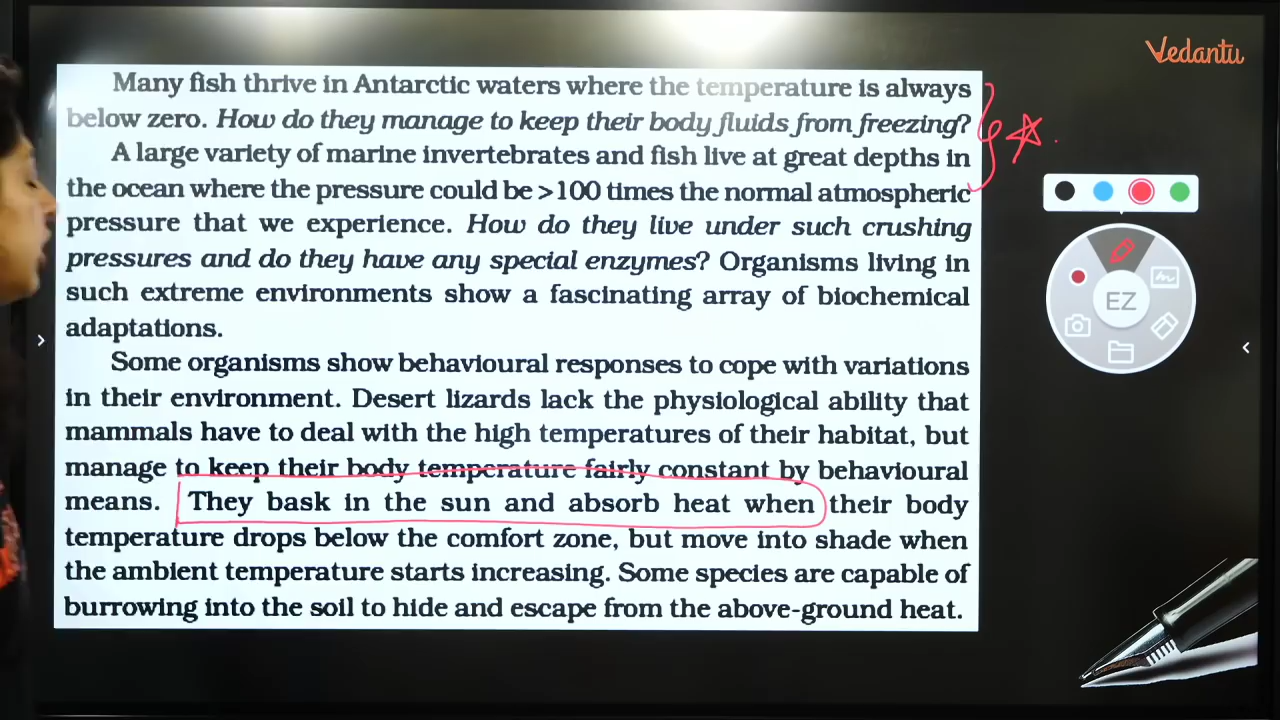 Vedantu
Many fish thrive in Antarctic waters where the temperature is always
below zero. How do they manage to keep their body fluids from freezing?
A large variety of marine invertebrates and fish live at great depths in
the ocean where the pressure could be >100 times the normal atmospheric
pressure that we experience. How do they live under such crushing
pressures and do they have any special enzymes? Organisms living in
such extreme environments show a fascinating array of biochemical
adaptations.
Some organisms show behavioural responses to cope with variations
in their environment. Desert lizards lack the physiological ability that
mammals have to deal with the high temperatures of their habitat, but
manage to keep their body temperature fairly constant by behavioural
means. They bask in the sun and absorb heat when their body
temperature drops below the comfort zone, but move into shade when
the ambient temperature starts increasing. Some species are capable of
burrowing into the soil to hide and escape from the above-ground heat.
EZ